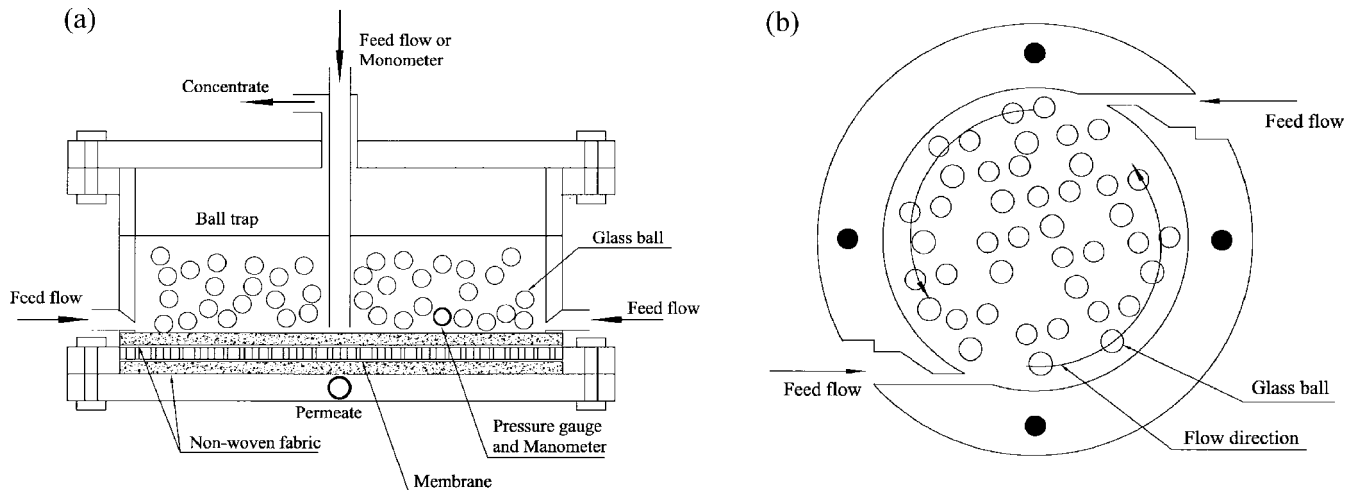 (a)
Feed flow or
Monometer
Concentrate
Ball trap
Glass ball
Feed flow
Feed flow
Permeate
Non-woven fabric
Pressure gauge
and Manometer
Membrane
(b)
Feed flow
Feed flow
Glass ball
Flow direction